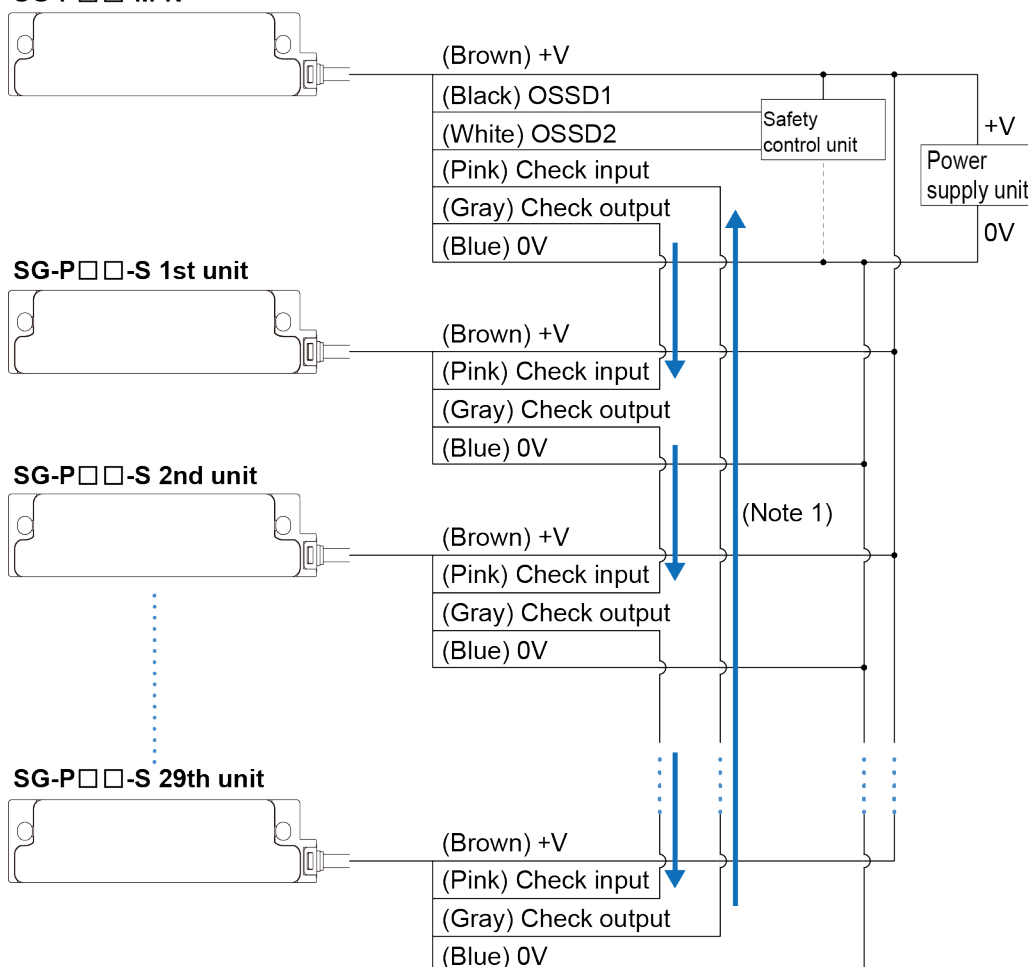 (Brown) +V
(Black) OSSD1
(White) OSSD2
(Pink) Check input
(Gray) Check output
(Blue) 0V
Safety
control unit
+V
Power
supply unit
0V
SG-P□□-S 1st unit
(Brown) +V
(Pink) Check input
(Gray) Check output
(Blue) 0V
SG-P□□-S 2nd unit
(Note 1)
(Brown) +V
(Pink) Check input
(Gray) Check output
(Blue) 0V
SG-P□□-S 29th unit
(Brown) +V
(Pink) Check input
(Gray) Check output
(Blue) 0V